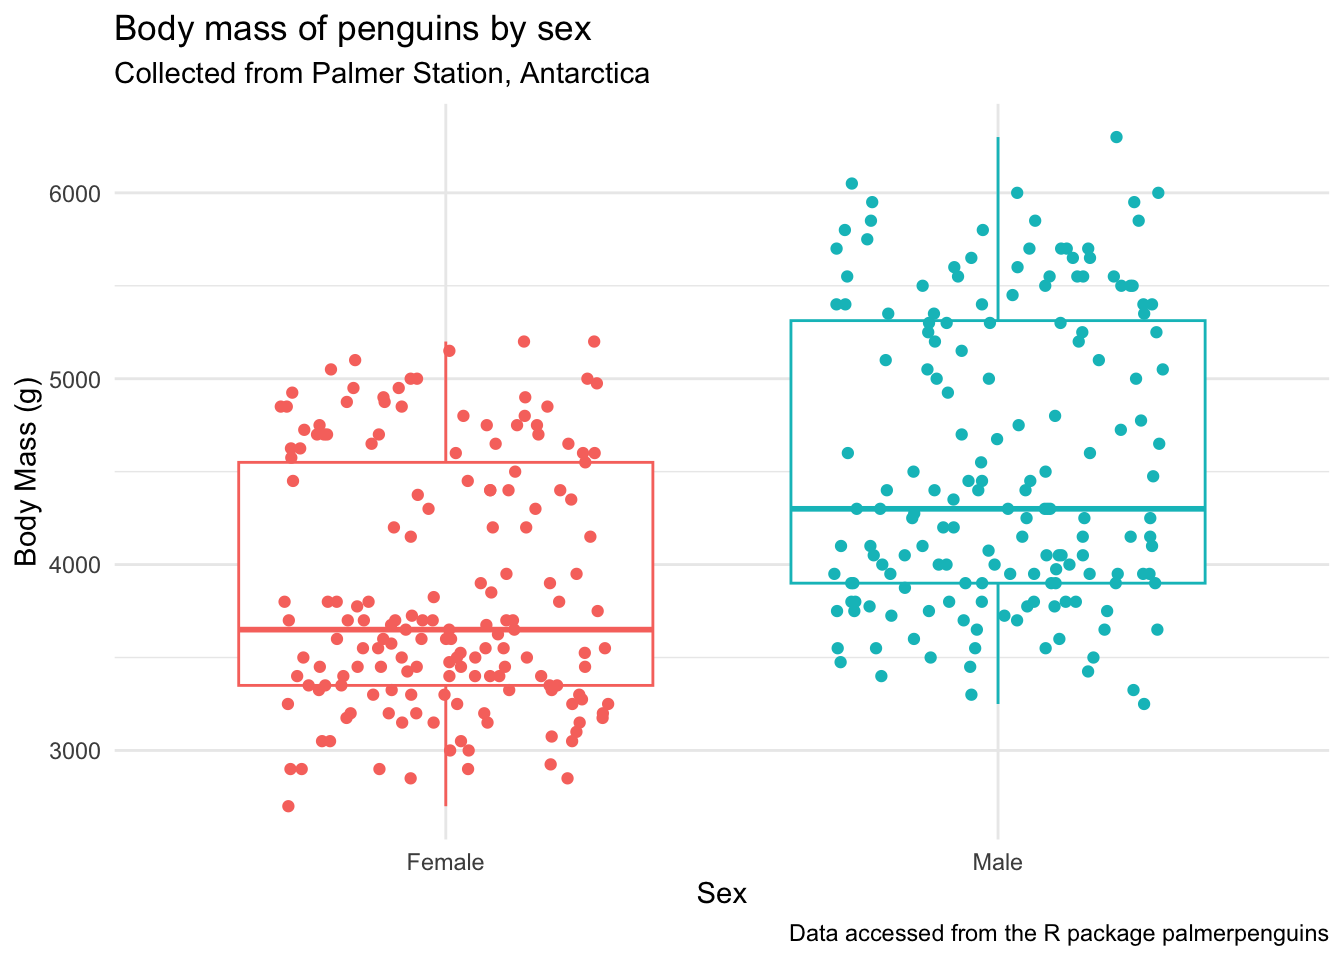 Body mass of penguins by sex
Collected from Palmer Station, Antarctica
6000
5000
4000
3000
Body Mass (g)
Female
Male
Sex
Data accessed from the R package palmerpenguins